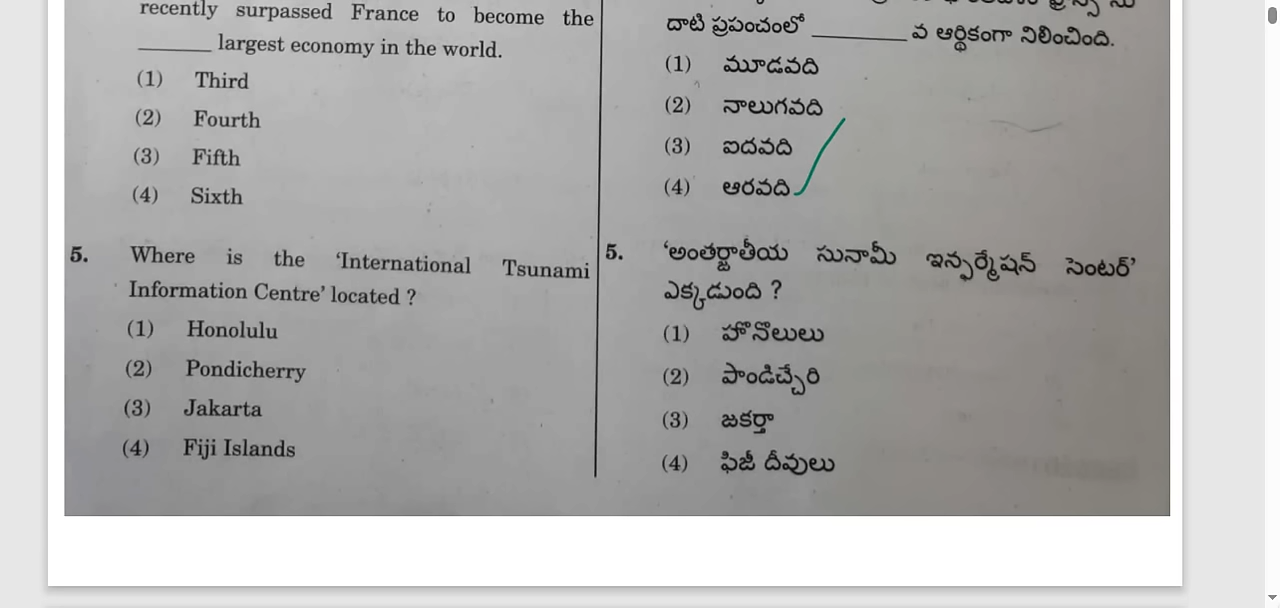 recently surpassed France to become the
______ largest economy in the world.
(1) Third
(2) Fourth
(3) Fifth
(4) Sixth
5. Where is the 'International Tsunami
Information Centre' located ?
(1) Honolulu
(2) Pondicherry
(3) Jakarta
(4) Fiji Islands
దాటి ప్రపంచంలో ________ వ ఆర్థికంగా నిలిచింది.
(1) మూడవది
(2) నాలుగవది
(3) ఐదవది
(4) ఆరవది
5. 'అంతర్జాతీయ సునామీ ఇన్ఫర్మేషన్ సెంటర్'
ఎక్కడుంది ?
(1) హొనొలులు
(2) పాండిచ్చేరి
(3) జకర్తా
(4) ఫిజీ దీవులు